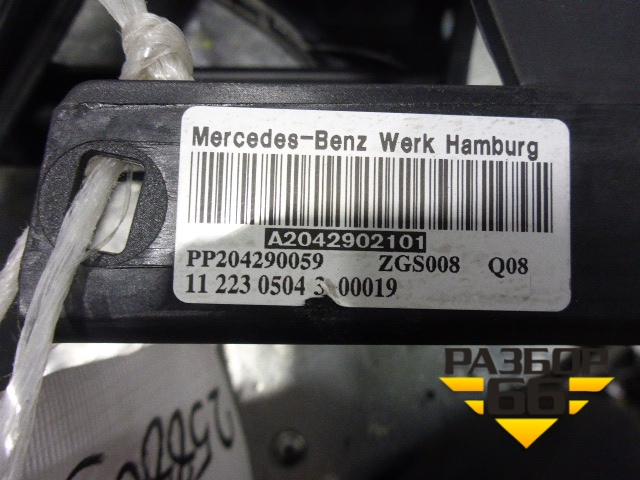 Mercedes-Benz Werk Hamburg
A2042902101
PP204290059 ZGS008 Q08
11 223 0504 3 00019
РАЗБОР
66